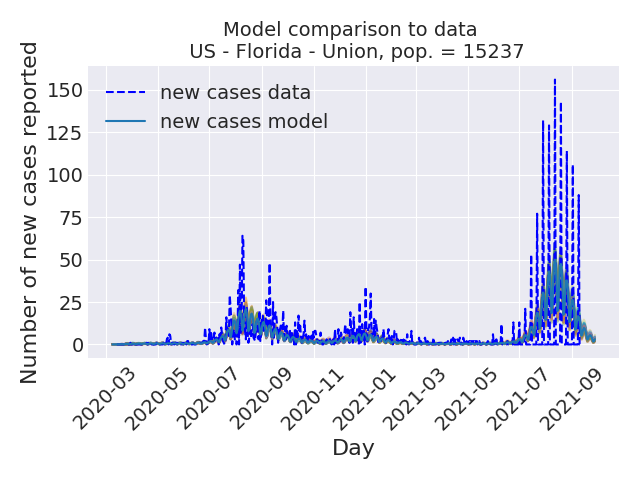 Model comparison to data
US - Florida - Union, pop. = 15237
Number of new cases reported
150
125
100
75
50
25
0
new cases data
new cases model
2020-03
2020-05
2020-07
2020-09
2020-11
2021-01
2021-03
2021-05
2021-07
2021-09
Day